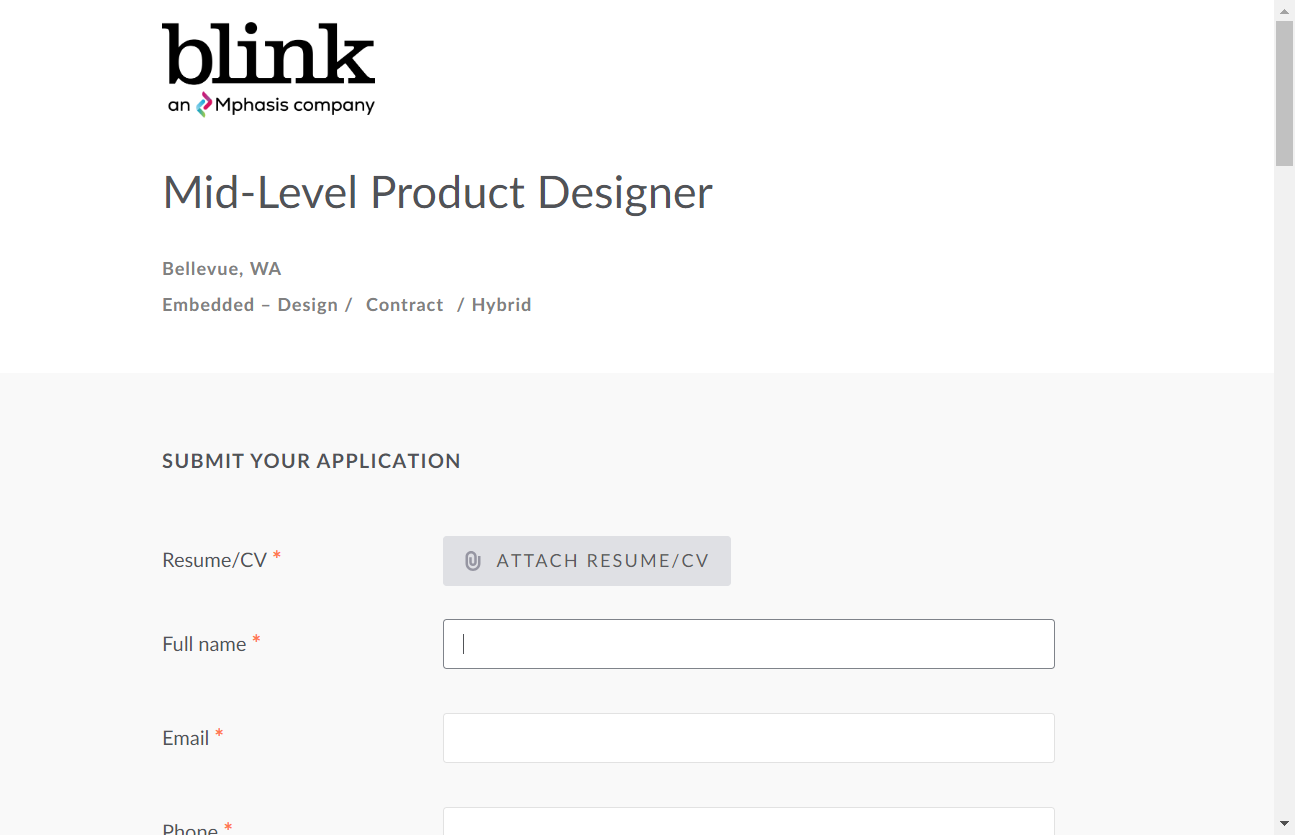 blink
an Mphasis company
Mid-Level Product Designer
Bellevue, WA
Embedded – Design / Contract / Hybrid
SUBMIT YOUR APPLICATION
Resume/CV *
ATTACH RESUME/CV
Full name *
Email *
Phone *